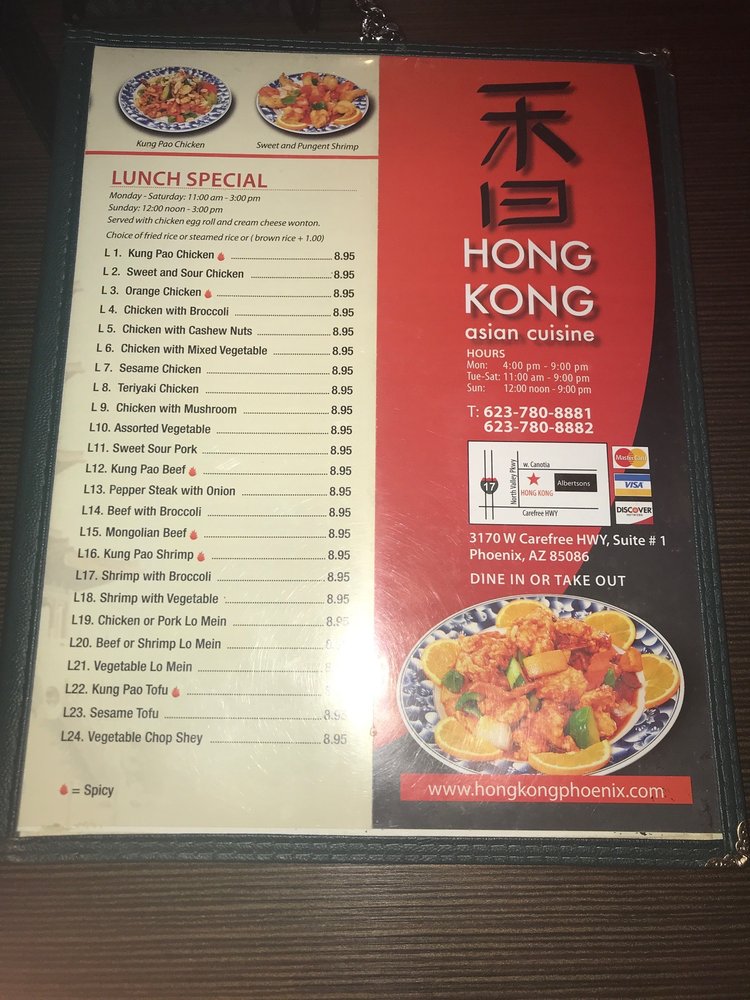 Kung Pao Chicken
Sweet and Pungent Shrimp
LUNCH SPECIAL
Monday - Saturday: 11:00 am - 3:00 pm
Sunday: 12:00 noon - 3:00 pm
Served with chicken egg roll and cream cheese wonton.
Choice of fried rice or steamed rice or ( brown rice + 1.00)
L 1. Kung Pao Chicken 8.95
L 2. Sweet and Sour Chicken 8.95
L 3. Orange Chicken 8.95
L 4. Chicken with Broccoli 8.95
L 5. Chicken with Cashew Nuts 8.95
L 6. Chicken with Mixed Vegetable 8.95
L 7. Sesame Chicken 8.95
L 8. Teriyaki Chicken 8.95
L 9. Chicken with Mushroom 8.95
L10. Assorted Vegetable 8.95
L11. Sweet Sour Pork 8.95
L12. Kung Pao Beef 8.95
L13. Pepper Steak with Onion 8.95
L14. Beef with Broccoli 8.95
L15. Mongolian Beef 8.95
L16. Kung Pao Shrimp 8.95
L17. Shrimp with Broccoli 8.95
L18. Shrimp with Vegetable 8.95
L19. Chicken or Pork Lo Mein 8.95
L20. Beef or Shrimp Lo Mein
L21. Vegetable Lo Mein
L22. Kung Pao Tofu
L23. Sesame Tofu 8.95
L24. Vegetable Chop Shey 8.95
= Spicy
HONG
KONG
asian cuisine
HOURS
Mon: 4:00 pm - 9:00 pm
Tue-Sat: 11:00 am - 9:00 pm
Sun: 12:00 noon - 9:00 pm
T: 623-780-8881
623-780-8882
17
North Valley Pkwy
w. Canotia
HONG KONG
Albertsons
Carefree HWY
MasterCard
VISA
DISCOVER
NETWORK
3170 W Carefree HWY, Suite # 1
Phoenix, AZ 85086
DINE IN OR TAKE OUT
www.hongkongphoenix.com